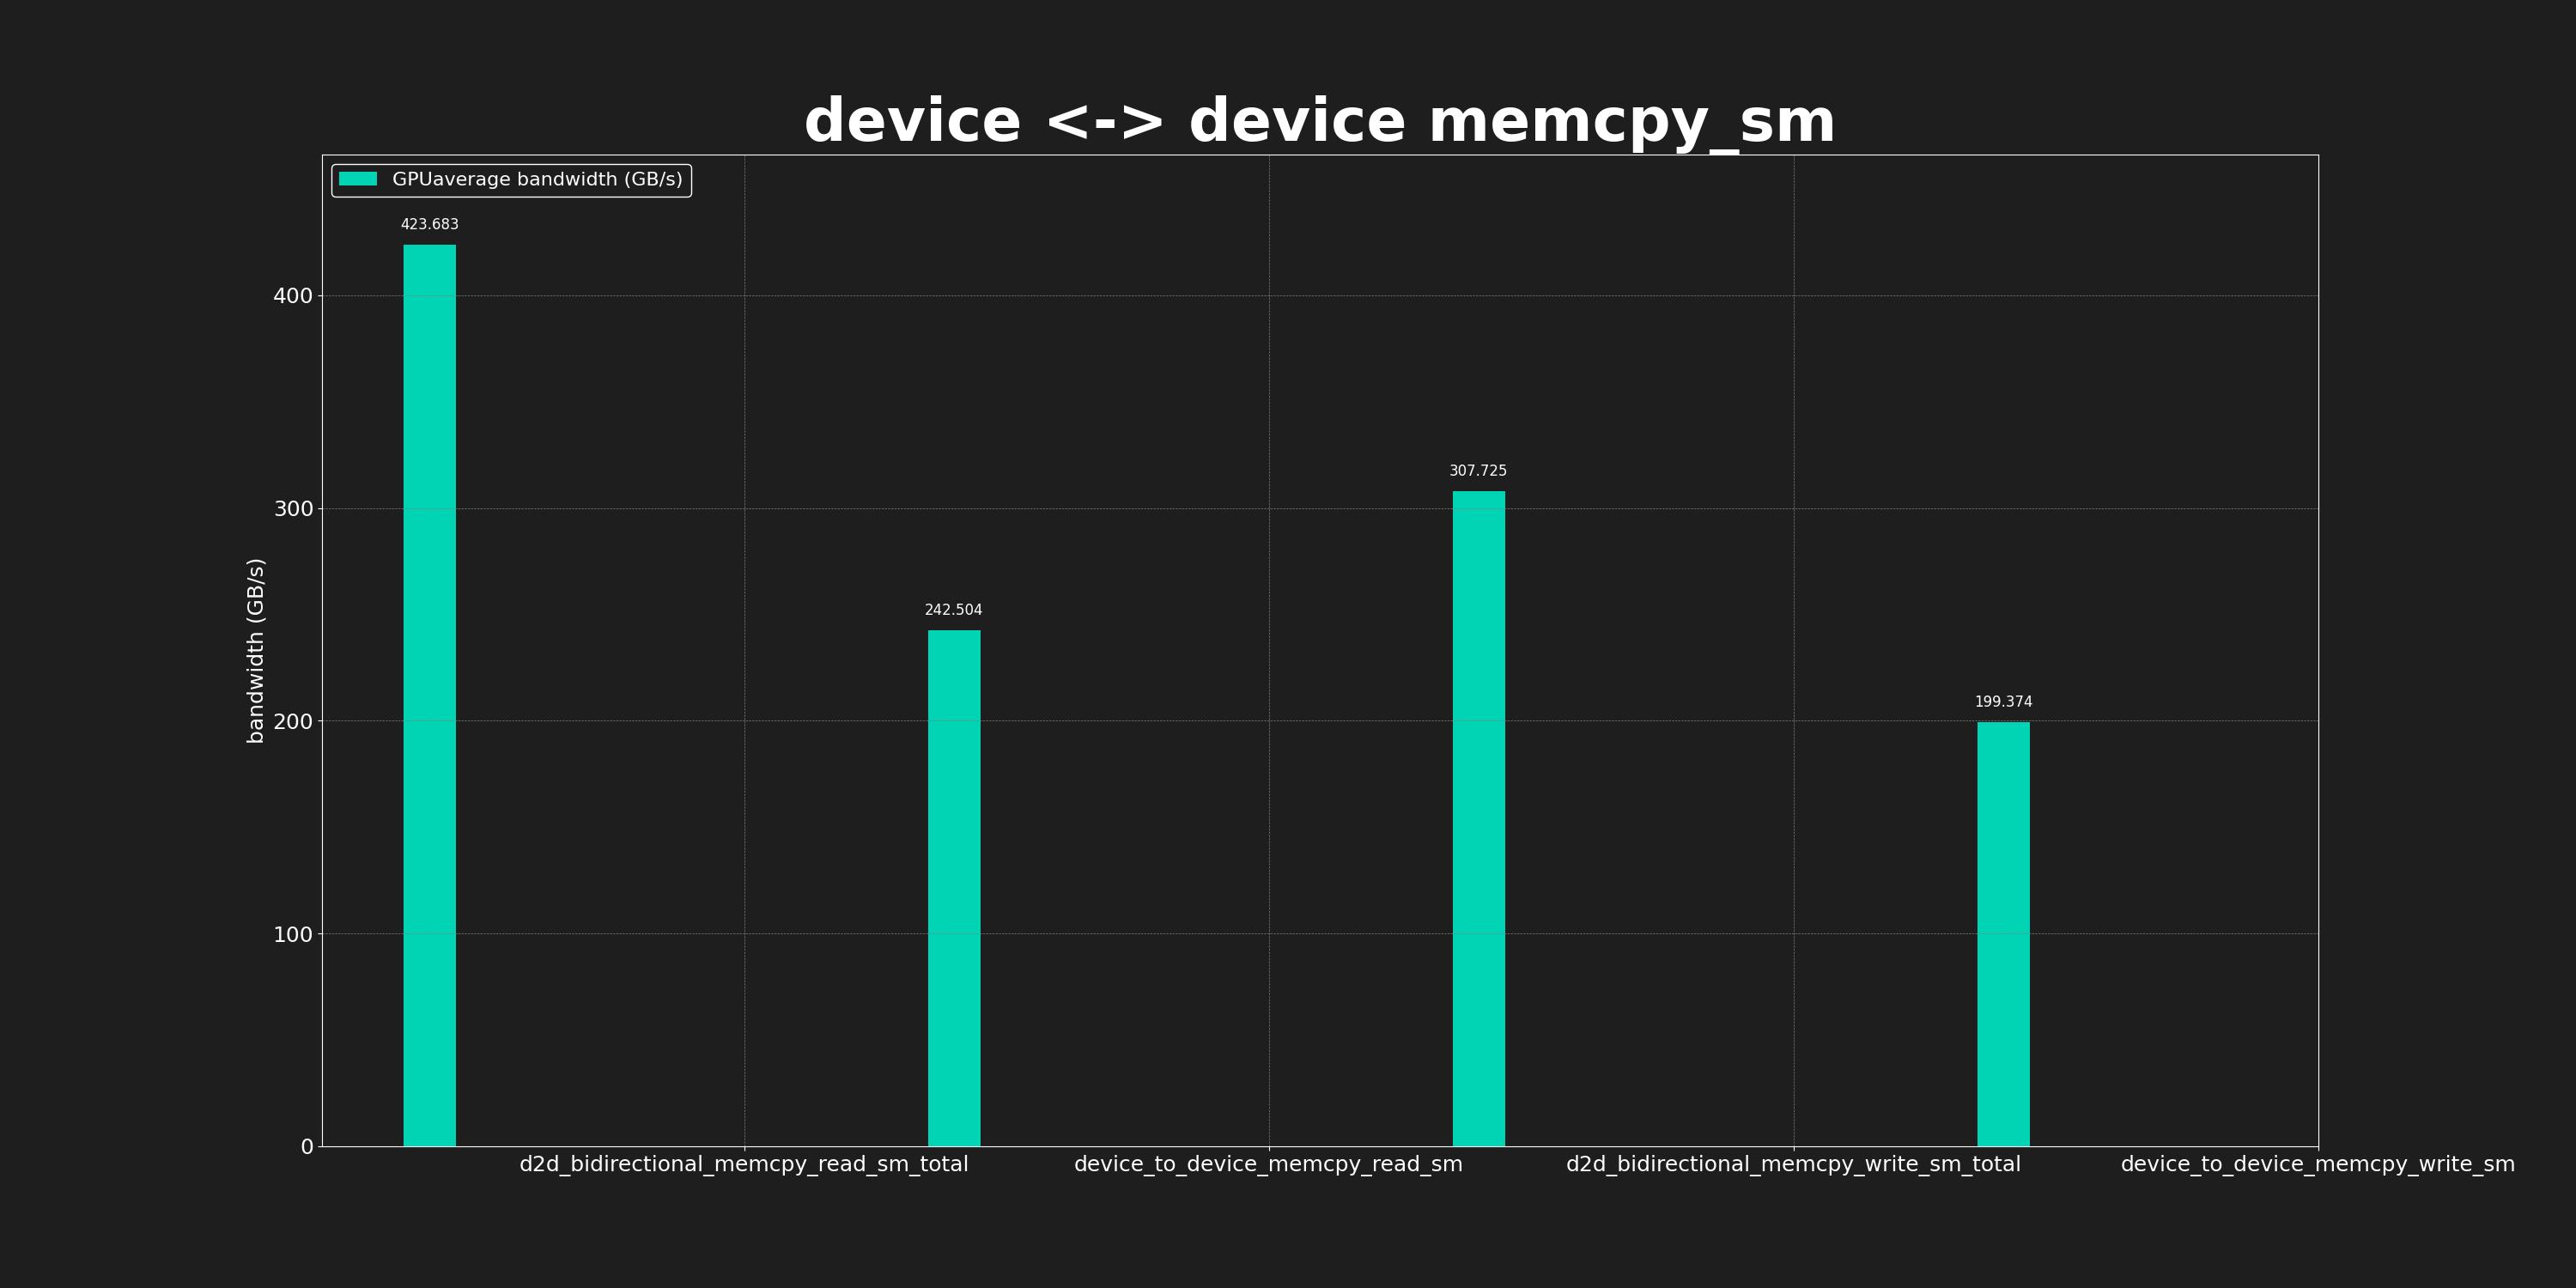 device <-> device memcpy_sm
GPUaverage bandwidth (GB/s)
423.683
400
307.725
300
242.504
bandwidth (GB/s)
199.374
200
100
0
d2d_bidirectional_memcpy_read_sm_total
device_to_device_memcpy_read_sm
d2d_bidirectional_memcpy_write_sm_total
device_to_device_memcpy_write_sm